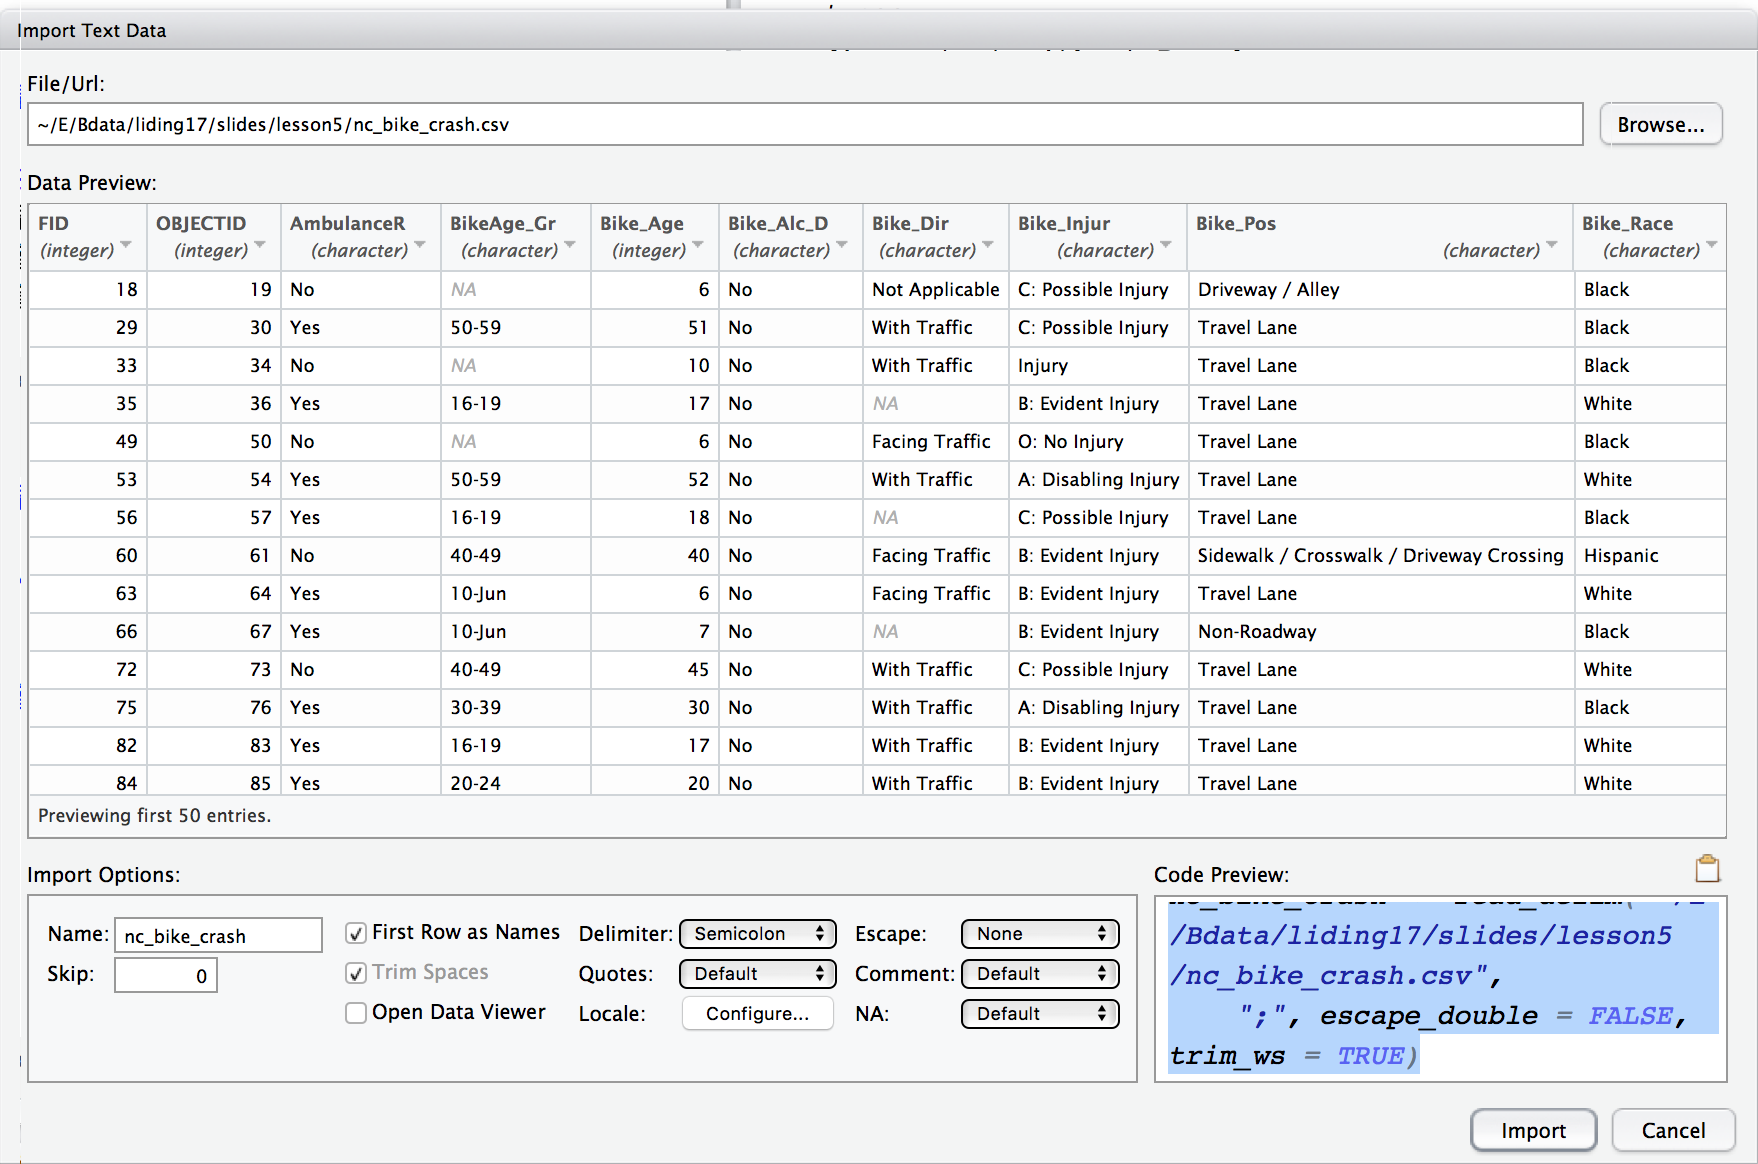 Import Text Data
File/Url:
~/E/Bdata/liding17/slides/lesson5/nc_bike_crash.csv
Browse...
Data Preview:
FID OBJECTID AmbulanceR BikeAge_Gr Bike_Age Bike_Alc_D Bike_Dir Bike_Injur Bike_Pos Bike_Race
(integer) (integer) (character) (character) (integer) (character) (character) (character) (character) (character)
18 19 No NA 6 No Not Applicable C: Possible Injury Driveway / Alley Black
29 30 Yes 50-59 51 No With Traffic C: Possible Injury Travel Lane Black
33 34 No NA 10 No With Traffic Injury Travel Lane Black
35 36 Yes 16-19 17 No NA B: Evident Injury Travel Lane White
49 50 No NA 6 No Facing Traffic O: No Injury Travel Lane Black
53 54 Yes 50-59 52 No With Traffic A: Disabling Injury Travel Lane White
56 57 Yes 16-19 18 No NA C: Possible Injury Travel Lane Black
60 61 No 40-49 40 No Facing Traffic B: Evident Injury Sidewalk / Crosswalk / Driveway Crossing Hispanic
63 64 Yes 10-Jun 6 No Facing Traffic B: Evident Injury Travel Lane White
66 67 Yes 10-Jun 7 No NA B: Evident Injury Non-Roadway Black
72 73 No 40-49 45 No With Traffic C: Possible Injury Travel Lane White
75 76 Yes 30-39 30 No With Traffic A: Disabling Injury Travel Lane Black
82 83 Yes 16-19 17 No With Traffic B: Evident Injury Travel Lane White
84 85 Yes 20-24 20 No With Traffic B: Evident Injury Travel Lane White
Previewing first 50 entries.
Import Options:
Name: nc_bike_crash
Skip: 0
First Row as Names
Trim Spaces
Open Data Viewer
Delimiter: Semicolon
Quotes: Default
Locale: Configure...
Escape: None
Comment: Default
NA: Default
Code Preview:
/Bdata/liding17/slides/lesson5
/nc_bike_crash.csv",
";", escape_double = FALSE,
trim_ws = TRUE)
Import
Cancel